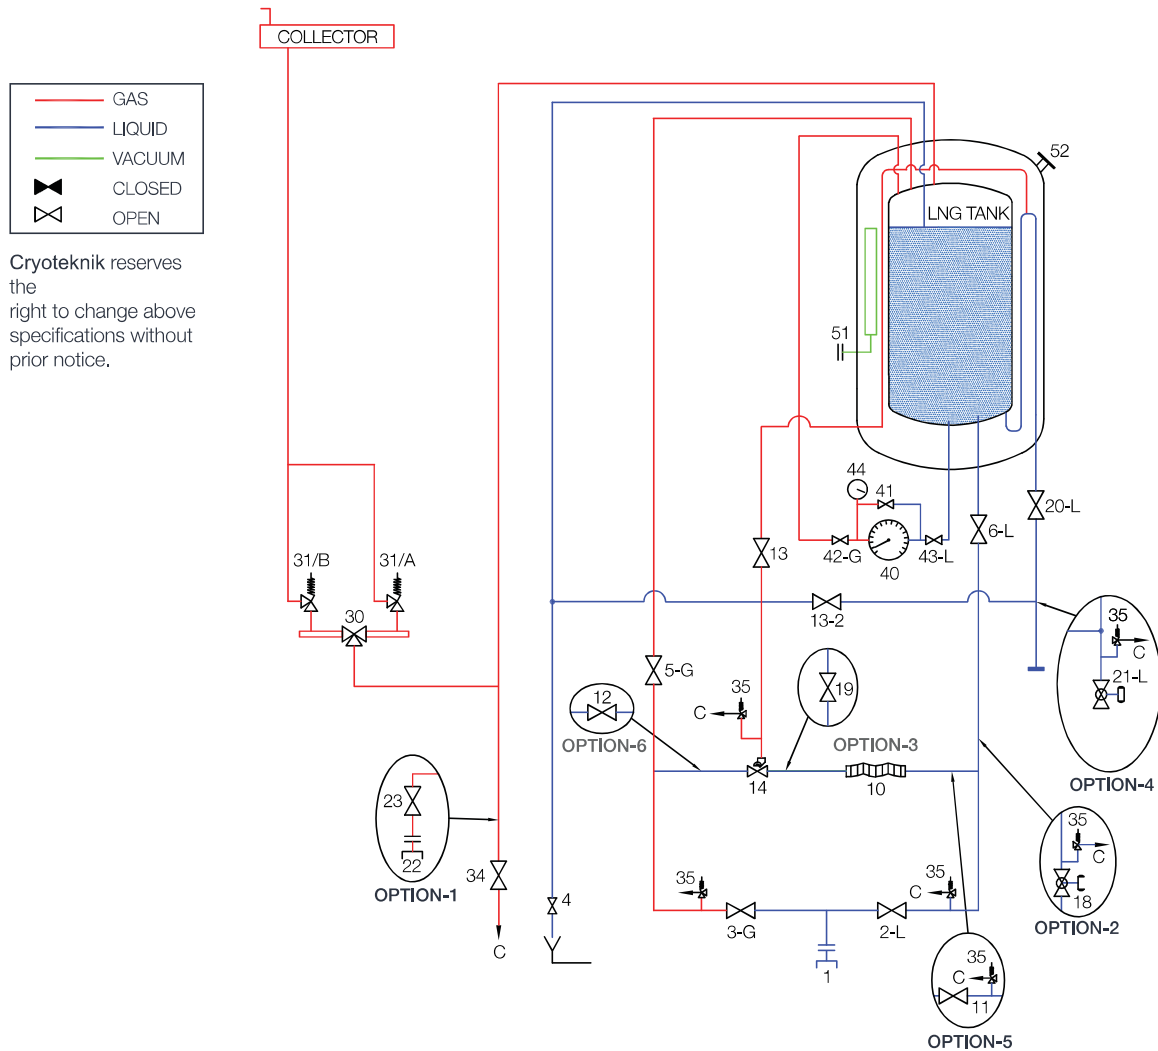 COLLECTOR
GAS
LIQUID
VACUUM
CLOSED
OPEN
Cryoteknik reserves
the
right to change above
specifications without
prior notice.
52
LNG TANK
51
44
41
20-L
6-L
13
42-G
43-L
40
31/B
31/A
30
13-2
35
C
21-L
OPTION-4
5-G
35
C
19
12
OPTION-6
OPTION-3
14
10
23
22
OPTION-1
34
C
4
35
3-G
1
2-L
35
C
35
C
18
OPTION-2
35
C
11
OPTION-5